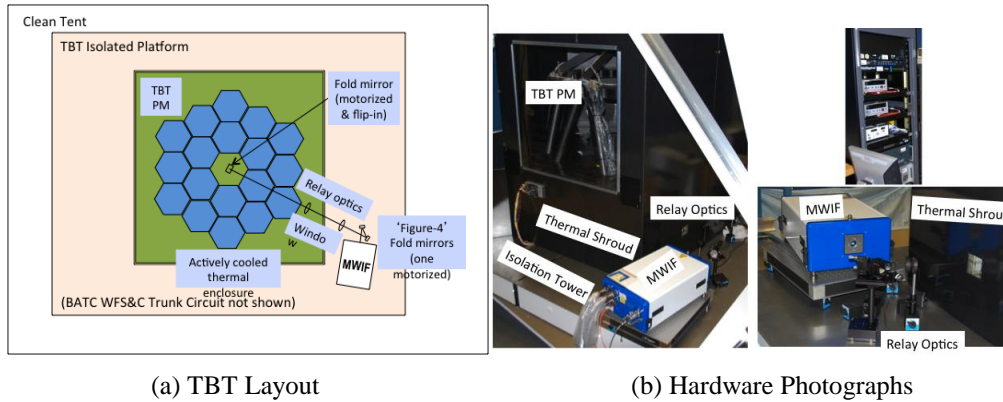 Clean Tent
TBT Isolated Platform
TBT
PM
Fold mirror
(motorized
& flip-in)
Relay optics
Windo
w
MWIF
'Figure-4'
Fold mirrors
(one
motorized)
Actively cooled
thermal
enclosure
(BATC WFS&C Trunk Circuit not shown)
TBT PM
Relay Optics
Thermal Shroud
MWIF
Isolation Tower
MWIF
Thermal Shroud
Relay Optics
(a) TBT Layout
(b) Hardware Photographs